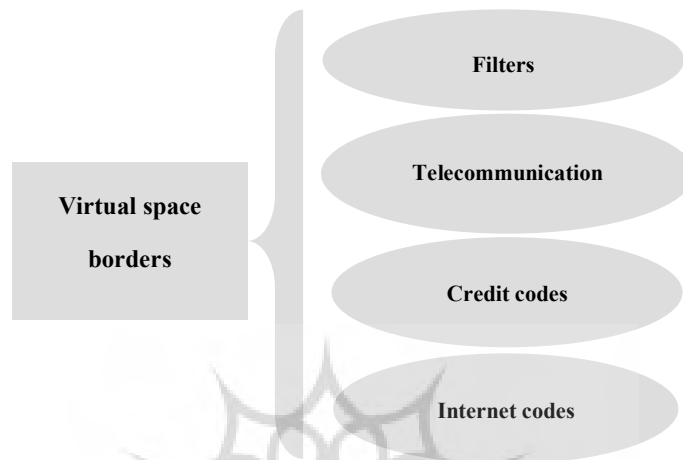 Virtual space
borders
Filters
Telecommunication
Credit codes
Internet codes